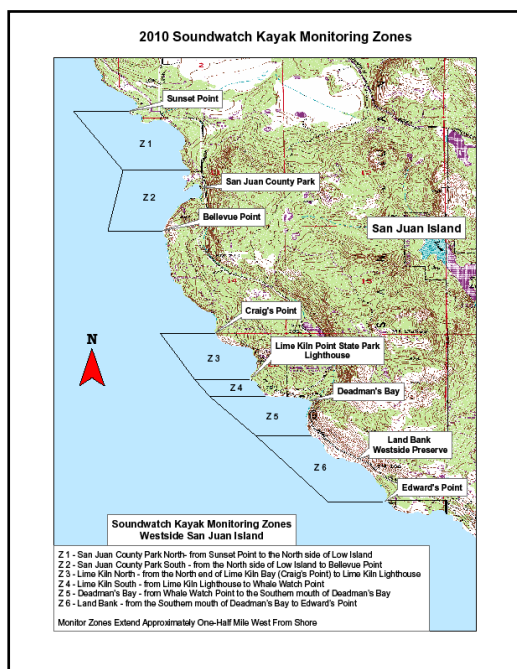 2010 Soundwatch Kayak Monitoring Zones
Sunset Point
Z 1
San Juan County Park
Z 2
Bellevue Point
San Juan Island
Craig's Point
N
Z 3
Lime Kiln Point State Park
Lighthouse
Z 4
Deadman's Bay
Z 5
Land Bank
Westside Preserve
Z 6
Edward's Point
Soundwatch Kayak Monitoring Zones
Westside San Juan Island
Z 1 - San Juan County Park North- from Sunset Point to the North side of Low Island
Z 2 - San Juan County Park South - from the North side of Low Island to Bellevue Point
Z 3 - Lime Kiln North - from the North end of Lime Kiln Bay (Craig's Point) to Lime Kiln Lighthouse
Z 4 - Lime Kiln South - from Lime Kiln Lighthouse to Whale Watch Point
Z 5 - Deadman's Bay - from Whale Watch Point to the Southern mouth of Deadman's Bay
Z 6 - Land Bank - from the Southern mouth of Deadman's Bay to Edward's Point
Monitor Zones Extend Approximately One-Half Mile West From Shore